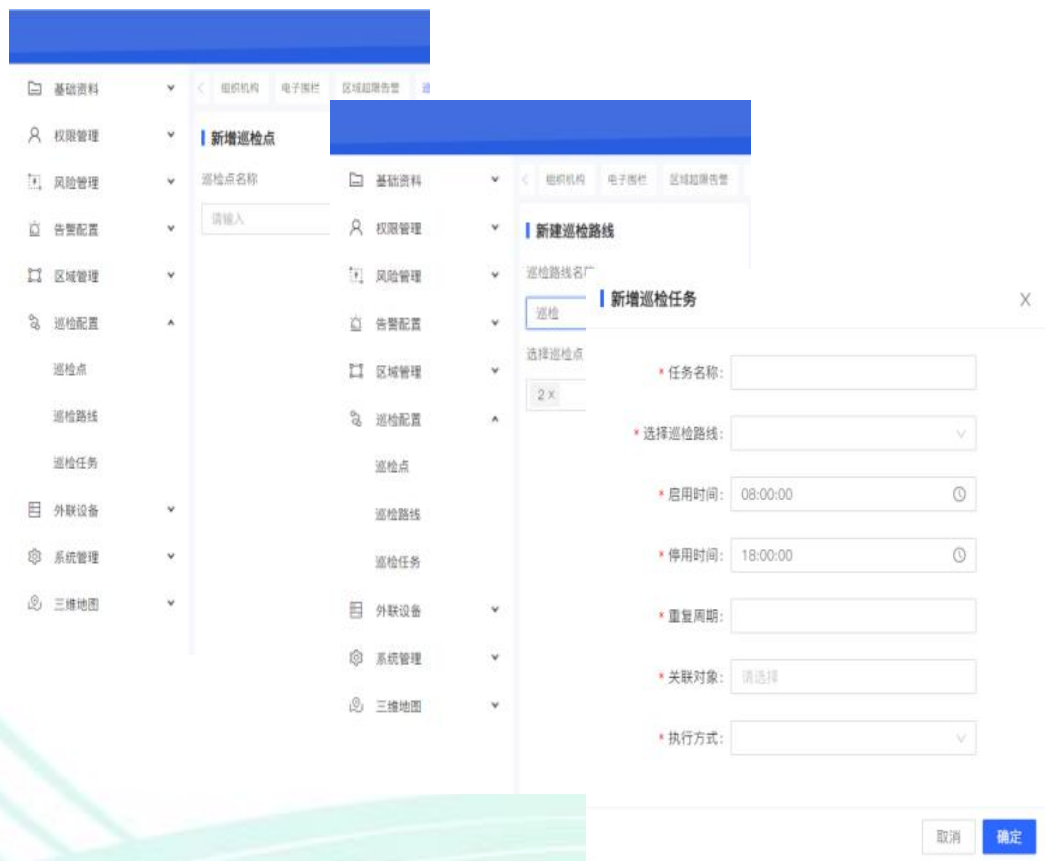 基础资料
权限管理
风险管理
告警配置
区域管理
巡检配置
巡检点
巡检路线
巡检任务
外联设备
系统管理
三维地图
组织机构 电子围栏 区域超限告警
新增巡检点
巡检点名称
请输入
基础资料
权限管理
风险管理
告警配置
区域管理
巡检配置
巡检点
巡检路线
巡检任务
外联设备
系统管理
三维地图
组织机构 电子围栏 区域超限告警
新建巡检路线
巡检路线名
巡检
选择巡检点
2 ×
新增巡检任务 X
* 任务名称:
* 选择巡检路线:
* 启用时间: 08:00:00
* 停用时间: 18:00:00
* 重复周期:
* 关联对象: 请选择
* 执行方式:
取消 确定